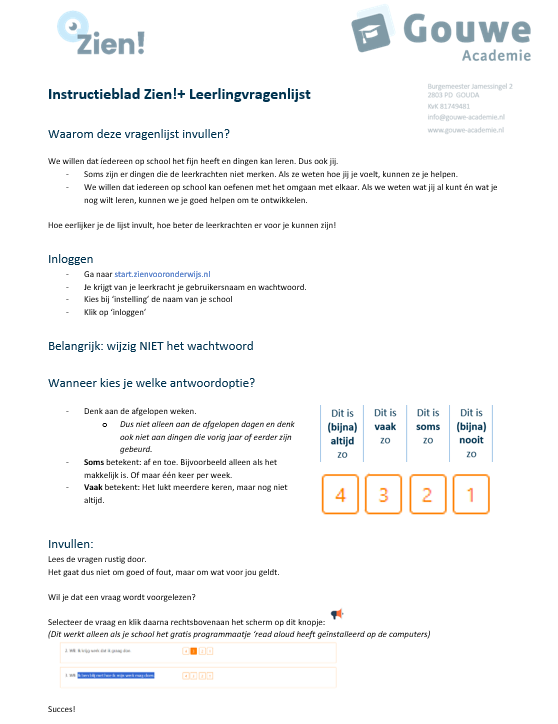 Zien!
Gouwe
Academie
Burgemeester Jamessingel 2
2803 PD GOUDA
KvK 81749481
info@gouwe-academie.nl
www.gouwe-academie.nl
Instructieblad Zien!+ Leerlingvragenlijst
Waarom deze vragenlijst invullen?
We willen dat iedereen op school het fijn heeft en dingen kan leren. Dus ook jij.
- Soms zijn er dingen die de leerkrachten niet merken. Als ze weten hoe jij je voelt, kunnen ze je helpen.
- We willen dat iedereen op school kan oefenen met het omgaan met elkaar. Als we weten wat jij al kunt én wat je
nog wilt leren, kunnen we je goed helpen om te ontwikkelen.
Hoe eerlijker je de lijst invult, hoe beter de leerkrachten er voor je kunnen zijn!
Inloggen
- Ga naar start.zienvooronderwijs.nl
- Je krijgt van je leerkracht je gebruikersnaam en wachtwoord.
- Kies bij ‘instelling’ de naam van je school
- Klik op ‘inloggen’
Belangrijk: wijzig NIET het wachtwoord
Wanneer kies je welke antwoordoptie?
- Denk aan de afgelopen weken.
o Dus niet alleen aan de afgelopen dagen en denk
ook niet aan dingen die vorig jaar of eerder zijn
gebeurd.
- Soms betekent: af en toe. Bijvoorbeeld alleen als het
makkelijk is. Of maar één keer per week.
- Vaak betekent: Het lukt meerdere keren, maar nog niet
altijd.
Dit is (bijna) altijd zo
Dit is vaak zo
Dit is soms zo
Dit is (bijna) nooit zo
4 3 2 1
Invullen:
Lees de vragen rustig door.
Het gaat dus niet om goed of fout, maar om wat voor jou geldt.
Wil je dat een vraag wordt voorgelezen?
Selecteer de vraag en klik daarna rechtsbovenaan het scherm op dit knopje:
(Dit werkt alleen als je school het gratis programmaatje ‘read aloud heeft geïnstalleerd op de computers)
Succes!